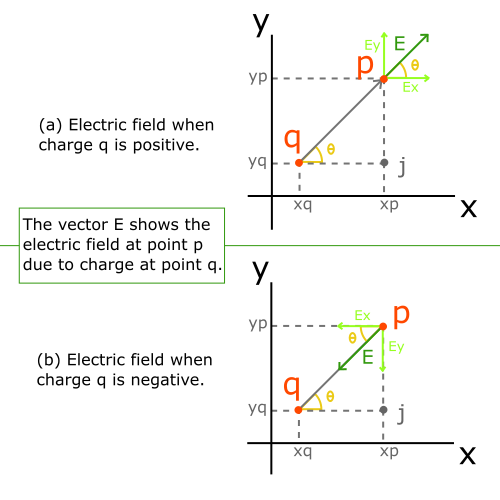 y
p
Ey
E
θ
Ex
yp
(a) Electric field when
charge q is positive.
q
θ
yq
j
xq
xp
x
The vector E shows the
electric field at point p
due to charge at point q.
y
Ex
p
yp
θ
E
Ey
(b) Electric field when
charge q is negative.
q
θ
yq
j
xq
xp
x